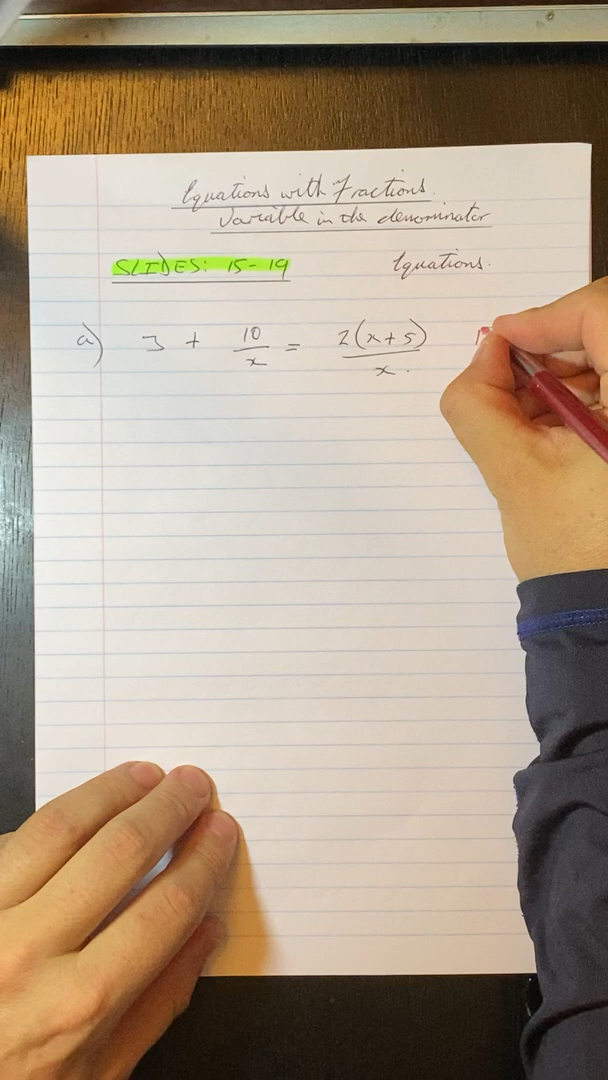 Equations with Fractions.
Variable in the denominator
SLIDES: 15-19 Equations.
a) 3 + 10/x = 2(x+5)/x.